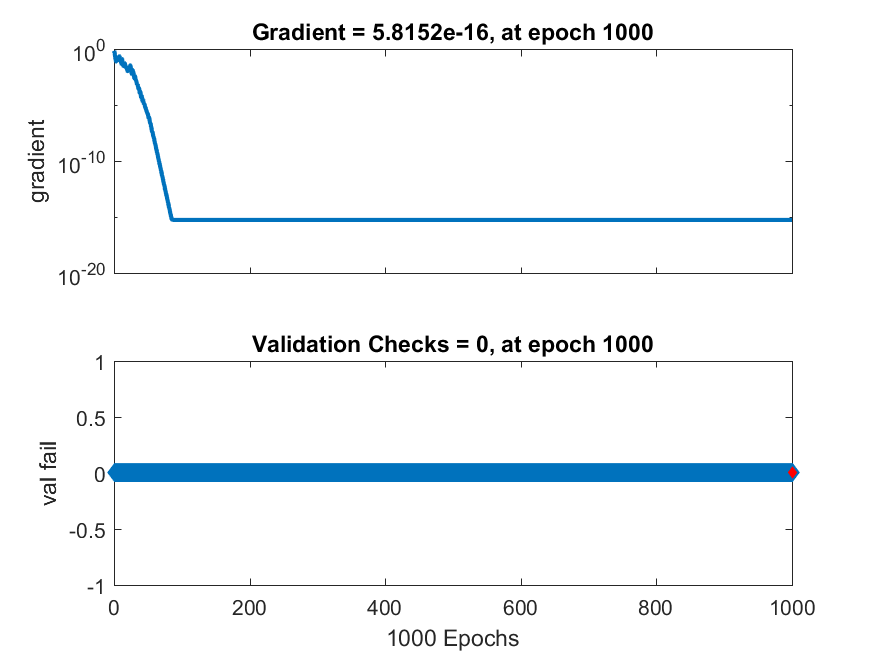 Gradient = 5.8152e-16, at epoch 1000
10^0
10^-10
10^-20
gradient
Validation Checks = 0, at epoch 1000
1
0.5
0
-0.5
-1
val fail
0 200 400 600 800 1000
1000 Epochs